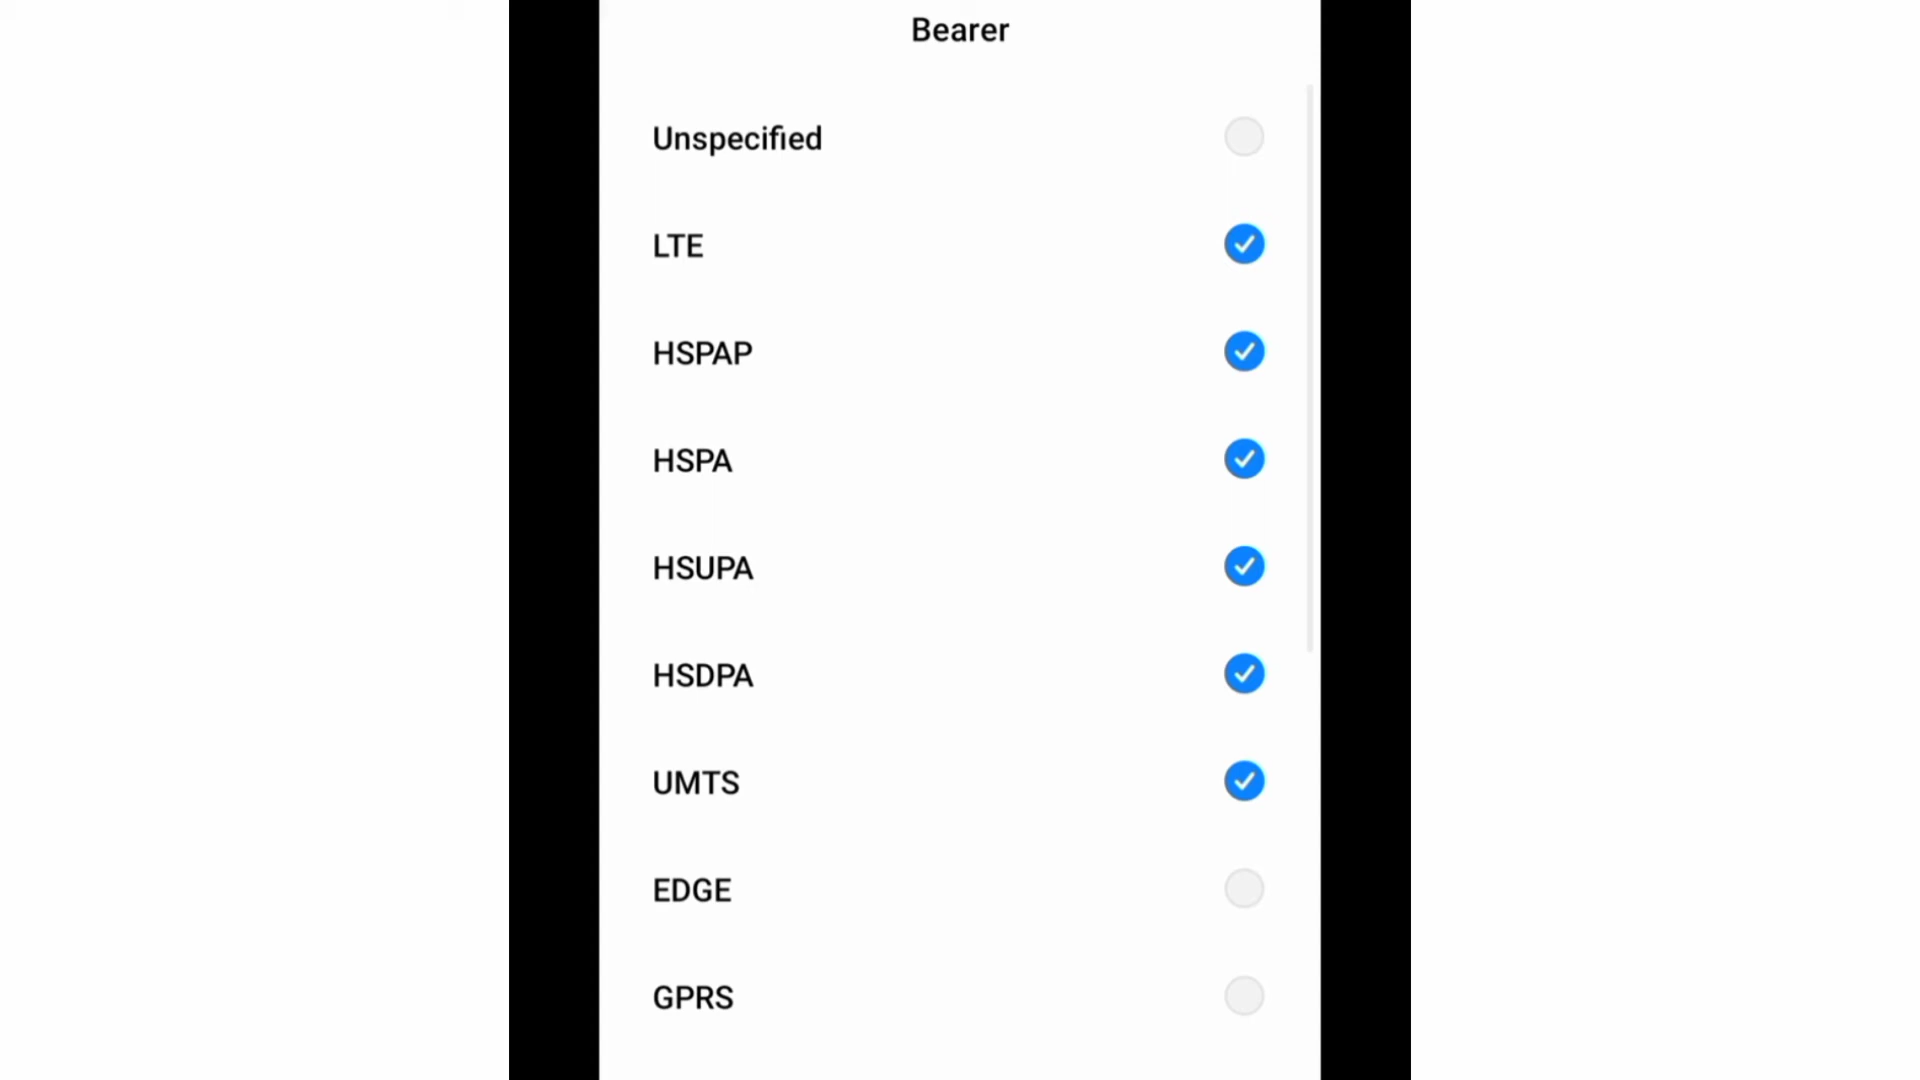 Bearer
Unspecified
LTE
HSPAP
HSPA
HSUPA
HSDPA
UMTS
EDGE
GPRS